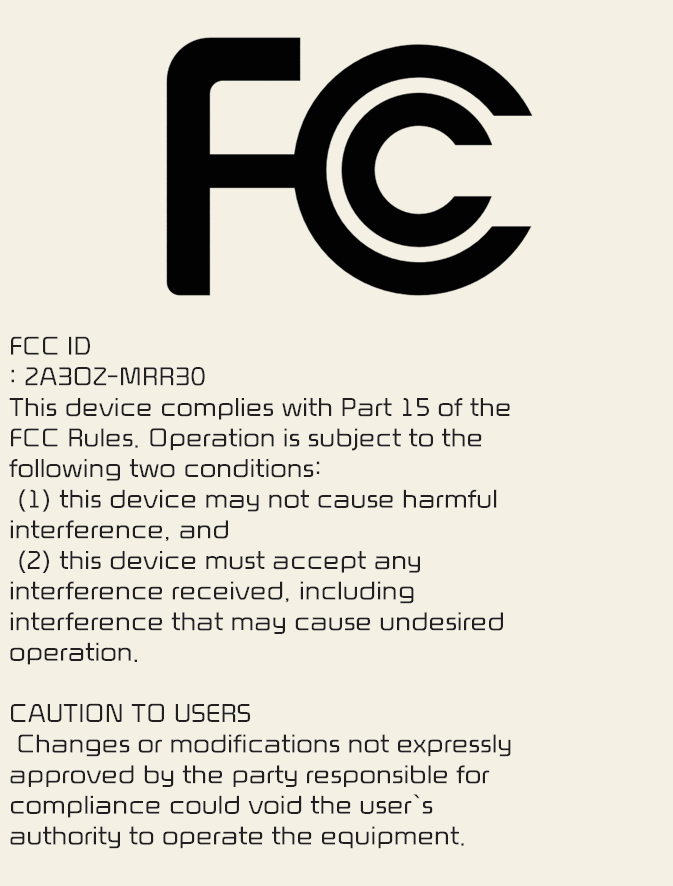 FCC
FCC ID
: 2A3OZ-MRR30
This device complies with Part 15 of the
FCC Rules. Operation is subject to the
following two conditions:
(1) this device may not cause harmful
interference, and
(2) this device must accept any
interference received, including
interference that may cause undesired
operation.
CAUTION TO USERS
Changes or modifications not expressly
approved by the party responsible for
compliance could void the user`s
authority to operate the equipment.